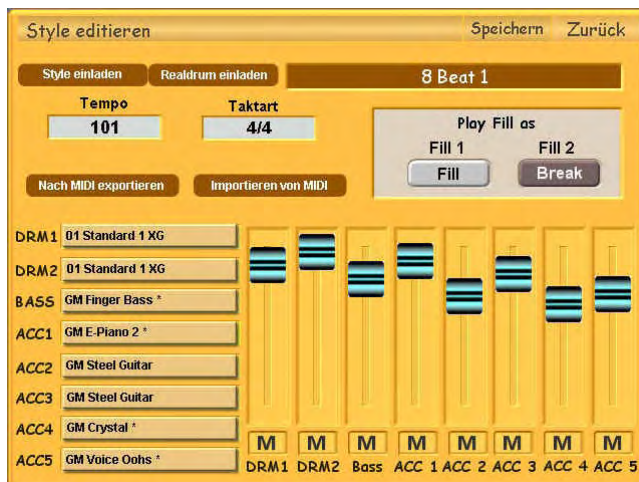 Style editieren Speichern Zurück
Style einladen Realdrum einladen 8 Beat 1
Tempo Taktart
101 4/4
Play Fill as
Fill 1 Fill 2
Fill Break
Nach MIDI exportieren Importieren von MIDI
DRM1 01 Standard 1 XG
DRM2 01 Standard 1 XG
BASS GM Finger Bass *
ACC1 GM E-Piano 2 *
ACC2 GM Steel Guitar
ACC3 GM Steel Guitar
ACC4 GM Crystal *
ACC5 GM Voice Oohs *
M M M M M M M M
DRM1 DRM2 Bass ACC 1 ACC 2 ACC 3 ACC 4 ACC 5